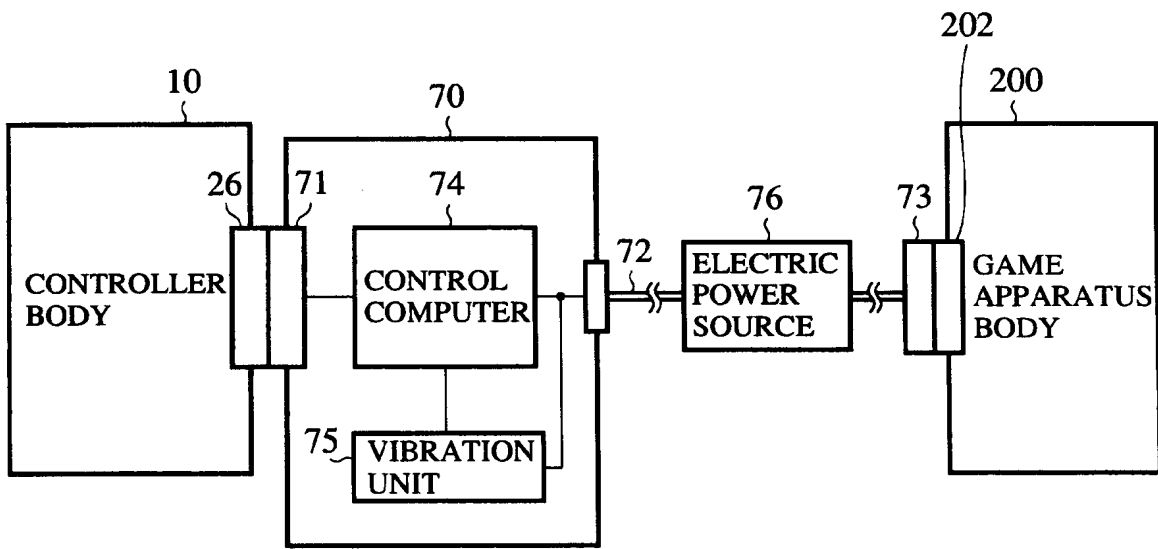 202
10
200
70
26
71
74
76
73
72
CONTROLLER
BODY
CONTROL
COMPUTER
ELECTRIC
POWER
SOURCE
GAME
APPARATUS
BODY
75
VIBRATION
UNIT